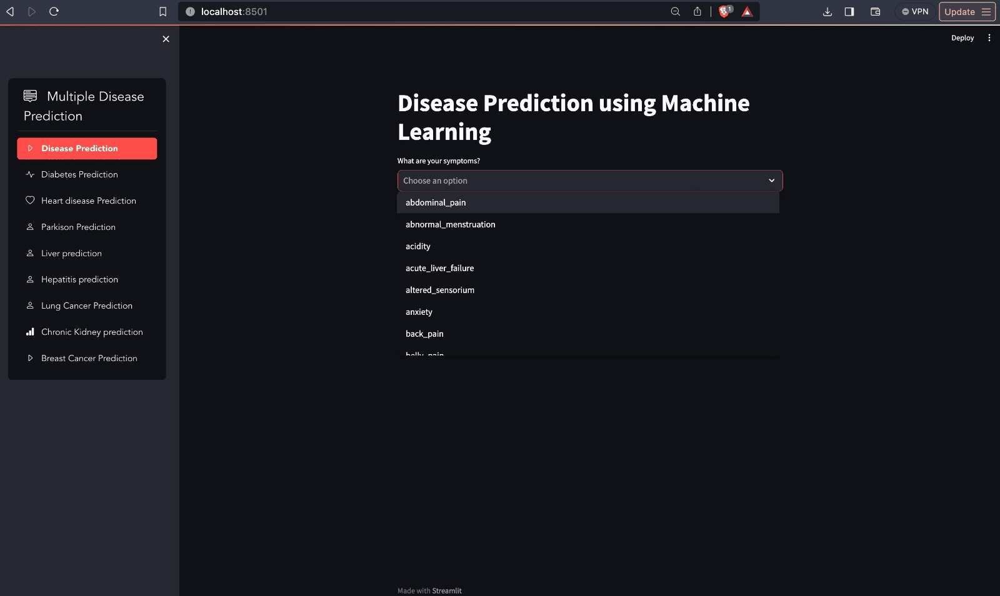 localhost:8501
1
VPN
Update
Deploy
Multiple Disease
Prediction
Disease Prediction
Diabetes Prediction
Heart disease Prediction
Parkison Prediction
Liver prediction
Hepatitis prediction
Lung Cancer Prediction
Chronic Kidney prediction
Breast Cancer Prediction
Disease Prediction using Machine
Learning
What are your symptoms?
Choose an option
abdominal_pain
abnormal_menstruation
acidity
acute_liver_failure
altered_sensorium
anxiety
back_pain
belly_pain
Made with Streamlit